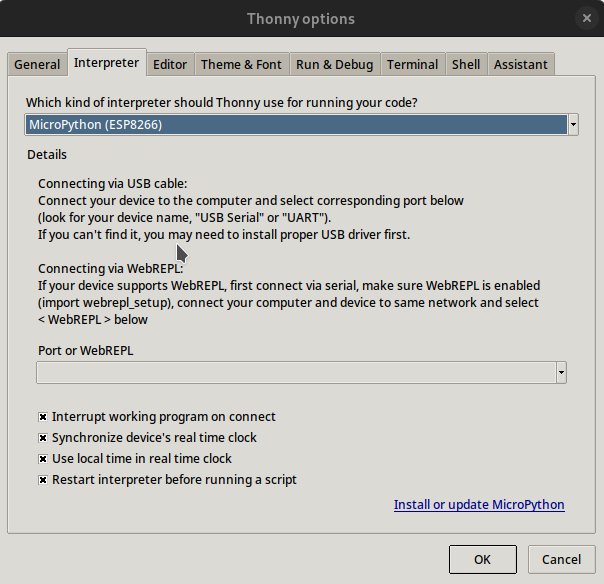 Thonny options
General Interpreter Editor Theme & Font Run & Debug Terminal Shell Assistant
Which kind of interpreter should Thonny use for running your code?
MicroPython (ESP8266)
Details
Connecting via USB cable:
Connect your device to the computer and select corresponding port below
(look for your device name, "USB Serial" or "UART").
If you can't find it, you may need to install proper USB driver first.
Connecting via WebREPL:
If your device supports WebREPL, first connect via serial, make sure WebREPL is enabled
(import webrepl_setup), connect your computer and device to same network and select
< WebREPL > below
Port or WebREPL
Interrupt working program on connect
Synchronize device's real time clock
Use local time in real time clock
Restart interpreter before running a script
Install or update MicroPython
OK Cancel